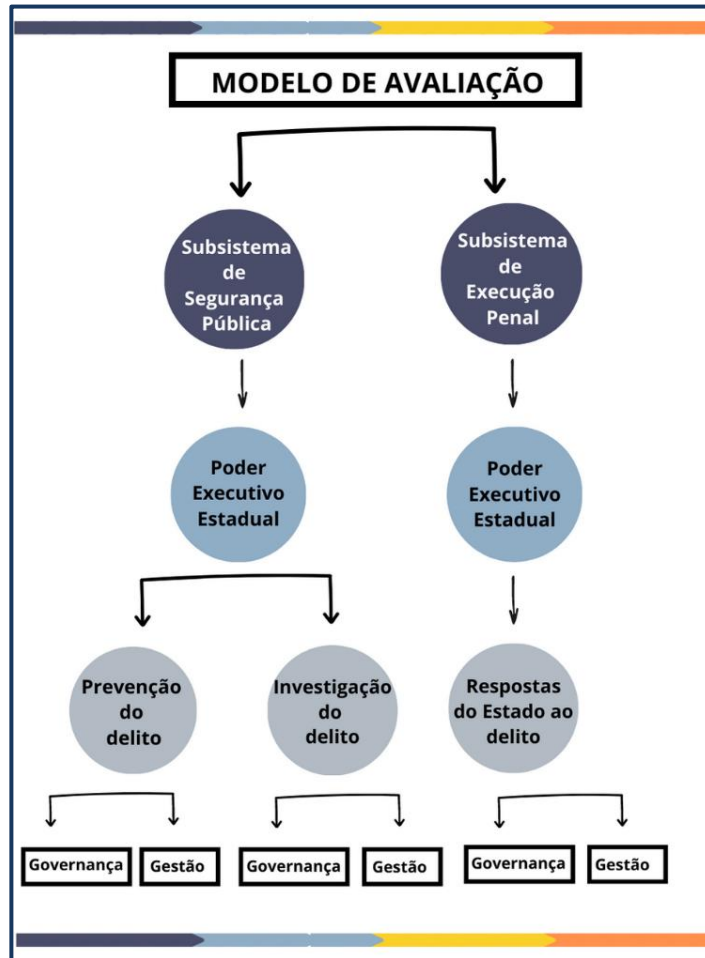 MODELO DE AVALIAÇÃO
Subsistema
de
Segurança
Pública
Subsistema
de
Execução
Penal
Poder
Executivo
Estadual
Poder
Executivo
Estadual
Prevenção
do
delito
Investigação
do
delito
Respostas
do Estado ao
delito
Governança
Gestão
Governança
Gestão
Governança
Gestão